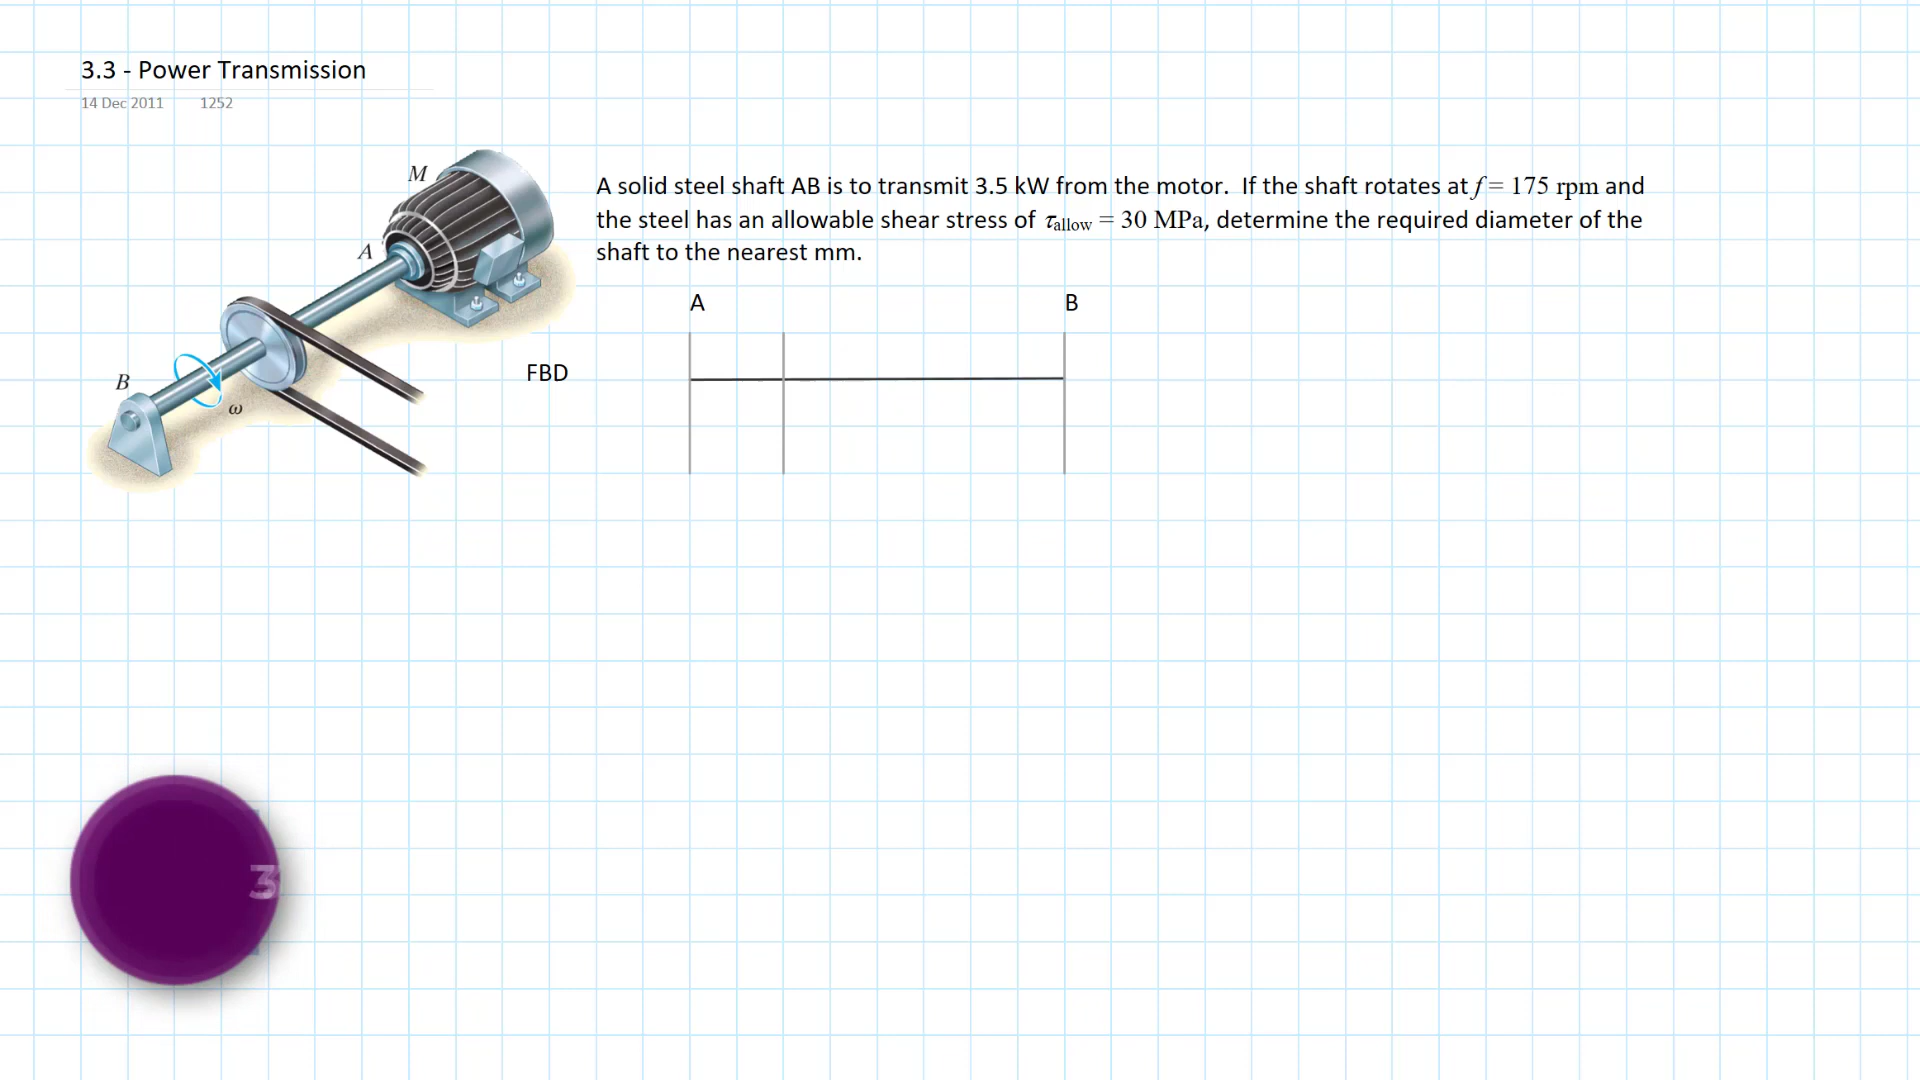 3.3 - Power Transmission
14 Dec 2011 1252
M
A
B
ω
A solid steel shaft AB is to transmit 3.5 kW from the motor. If the shaft rotates at f = 175 rpm and
the steel has an allowable shear stress of τallow = 30 MPa, determine the required diameter of the
shaft to the nearest mm.
A B
FBD